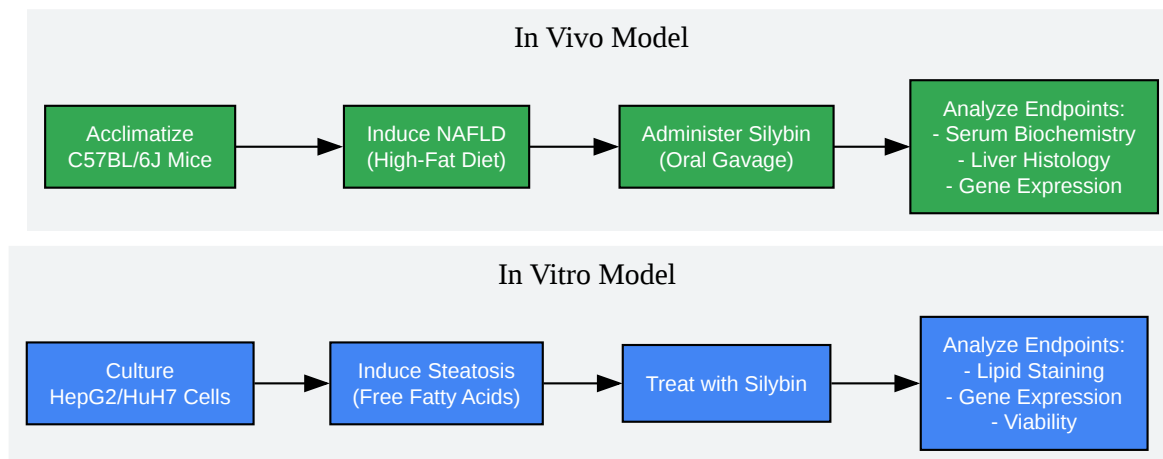 In Vivo Model
Acclimatize
C57BL/6J Mice
Induce NAFLD
(High-Fat Diet)
Administer Silybin
(Oral Gavage)
Analyze Endpoints:
- Serum Biochemistry
- Liver Histology
- Gene Expression
In Vitro Model
Culture
HepG2/HuH7 Cells
Induce Steatosis
(Free Fatty Acids)
Treat with Silybin
Analyze Endpoints:
- Lipid Staining
- Gene Expression
- Viability